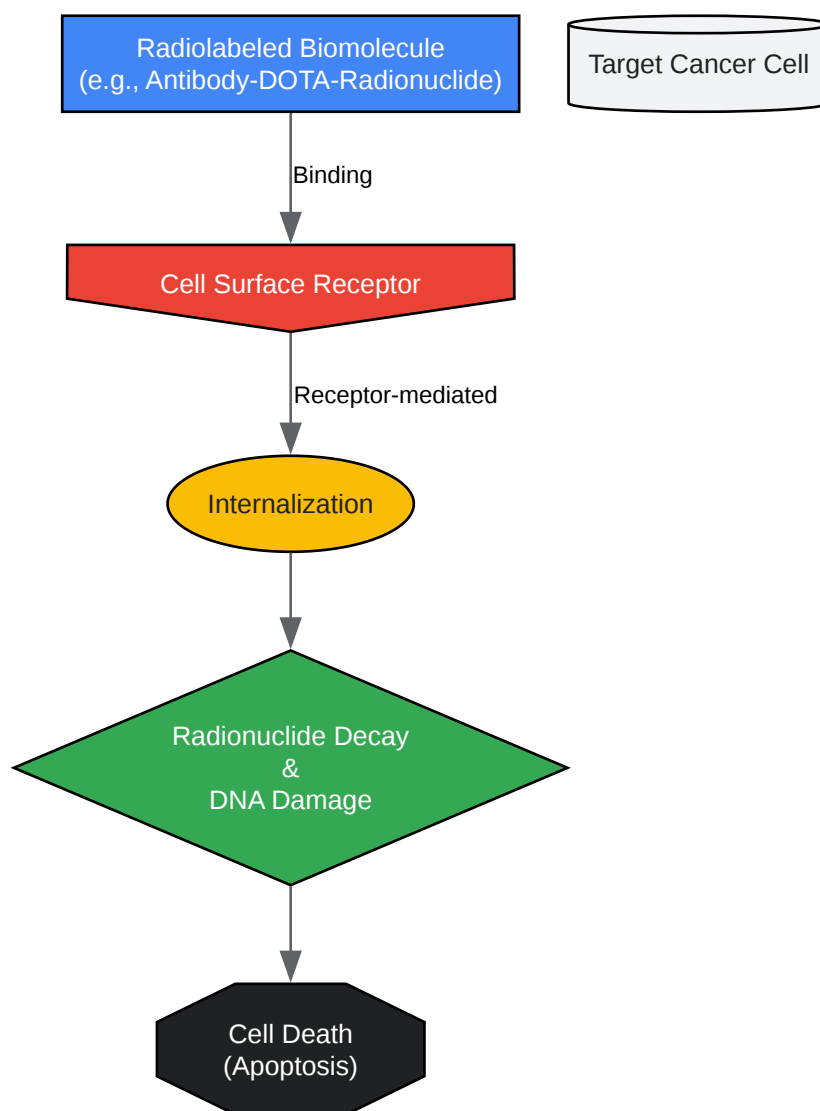 Radiolabeled Biomolecule
(e.g., Antibody-DOTA-Radionuclide)
Target Cancer Cell
Binding
Cell Surface Receptor
Receptor-mediated
Internalization
Radionuclide Decay
&
DNA Damage
Cell Death
(Apoptosis)